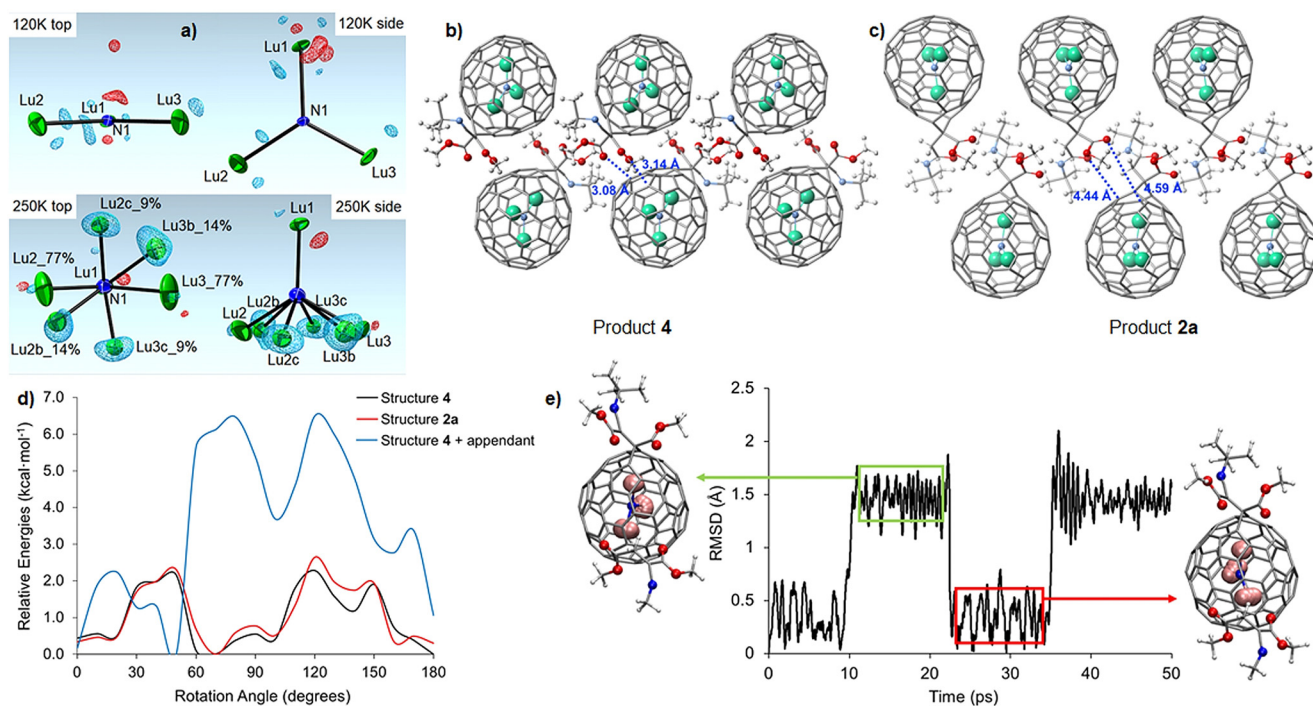 120K top
a)
120K side
Lu1
Lu2
Lu1
Lu3
N1
N1
Lu2
Lu3
250K top
Lu2c_9%
Lu3b_14%
250K side
Lu1
Lu2_77%
Lu1
Lu3_77%
N1
Lu2b_14%
Lu3c_9%
Lu2b
Lu3c
Lu2
Lu3
Lu2c
Lu3b
b)
3.14 Å
3.08 Å
Product 4
c)
4.44 Å
4.59 Å
Product 2a
d)
7.0
6.0
5.0
4.0
3.0
2.0
1.0
0.0
Relative Energies (kcal·mol-1)
Structure 4
Structure 2a
Structure 4 + appendant
0
30
60
90
120
150
180
Rotation Angle (degrees)
e)
2.5
2
1.5
1
0.5
0
RMSD (Å)
0
10
20
30
40
50
Time (ps)